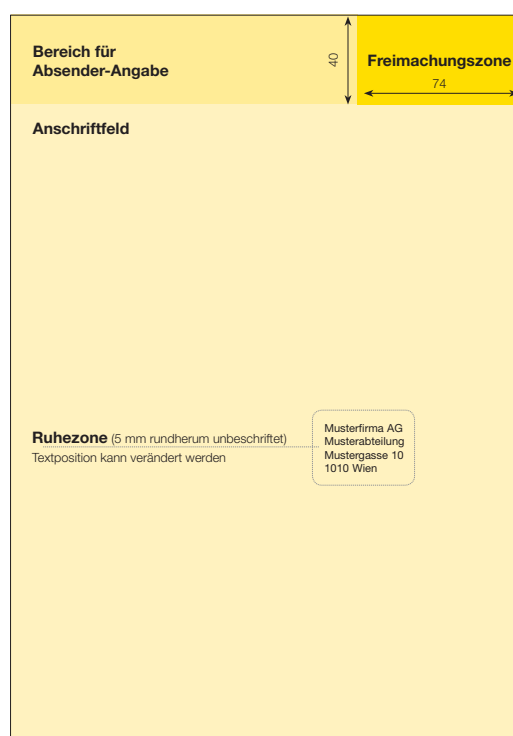 Bereich für
Absender-Angabe
40
Freimachungszone
74
Anschriftfeld
Ruhezone (5 mm rundherum unbeschriftet)
Textposition kann verändert werden
Musterfirma AG
Musterabteilung
Mustergasse 10
1010 Wien